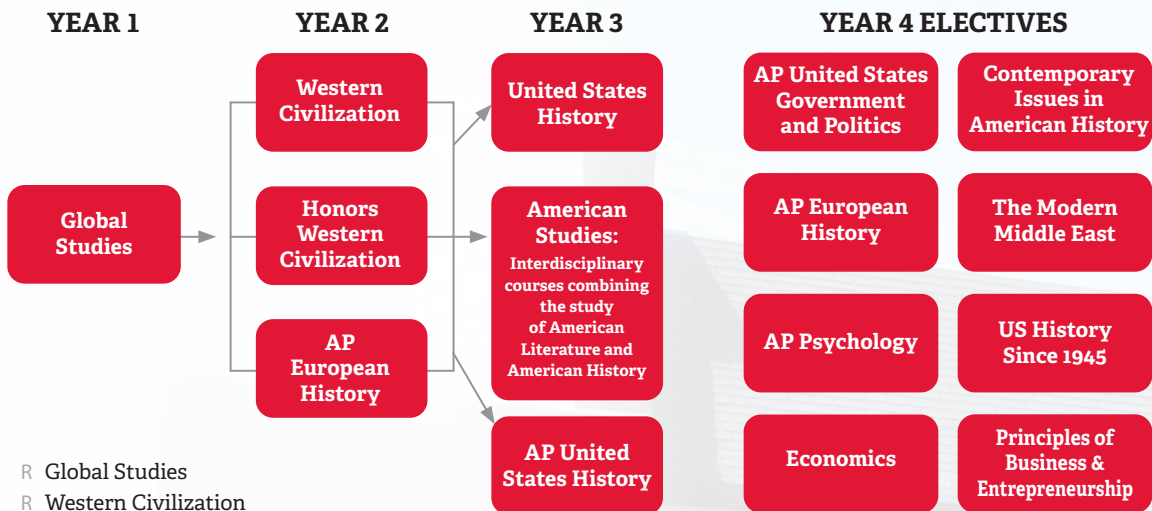 YEAR 1
YEAR 2
YEAR 3
YEAR 4 ELECTIVES
Global
Studies
Western
Civilization
Honors
Western
Civilization
AP
European
History
United States
History
American
Studies:
Interdisciplinary
courses combining
the study
of American
Literature and
American History
AP United
States History
AP United States
Government
and Politics
Contemporary
Issues in
American History
AP European
History
The Modern
Middle East
AP Psychology
US History
Since 1945
Economics
Principles of
Business &
Entrepreneurship
R Global Studies
R Western Civilization